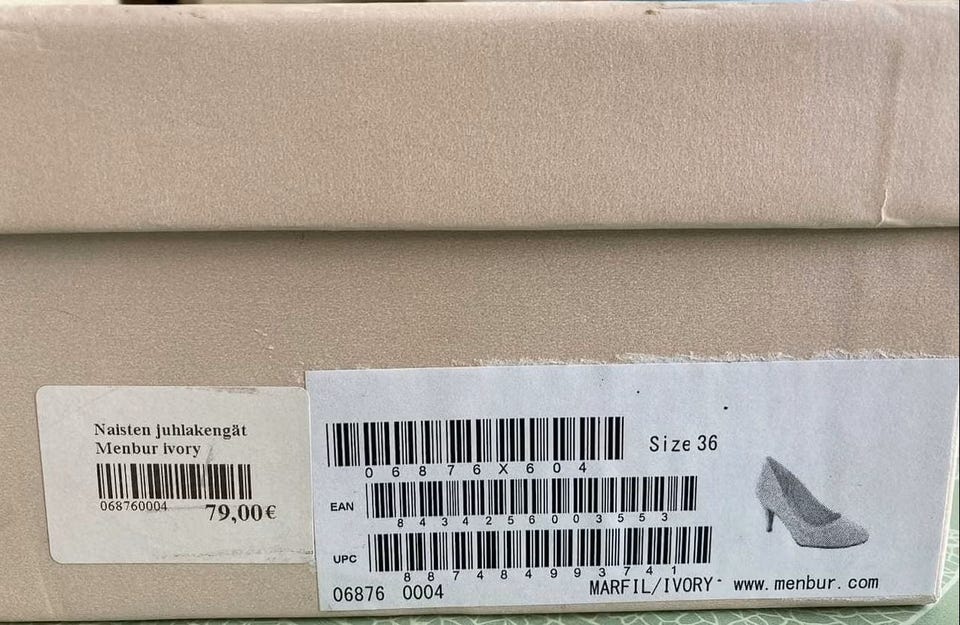 Naisten juhlakengät
Menbur ivory
068760004
79,00€
06876X604
Size 36
EAN
8434256003553
UPC
887484993741
06876 0004
MARFIL/IVORY
www.menbur.com